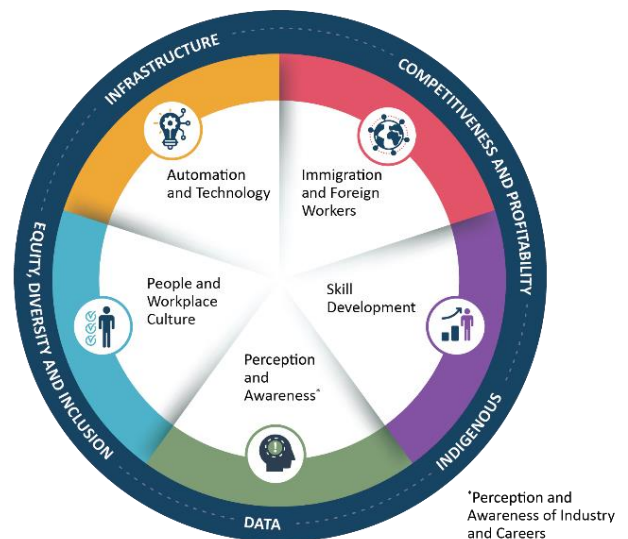 INFRASTRUCTURE
COMPETITIVENESS AND PROFITABILITY
Automation
and Technology
Immigration
and Foreign
Workers
EQUITY, DIVERSITY AND INCLUSION
People and
Workplace
Culture
Skill
Development
Perception
and
Awareness^
INDIGENOUS
DATA
^Perception and
Awareness of Industry
and Careers